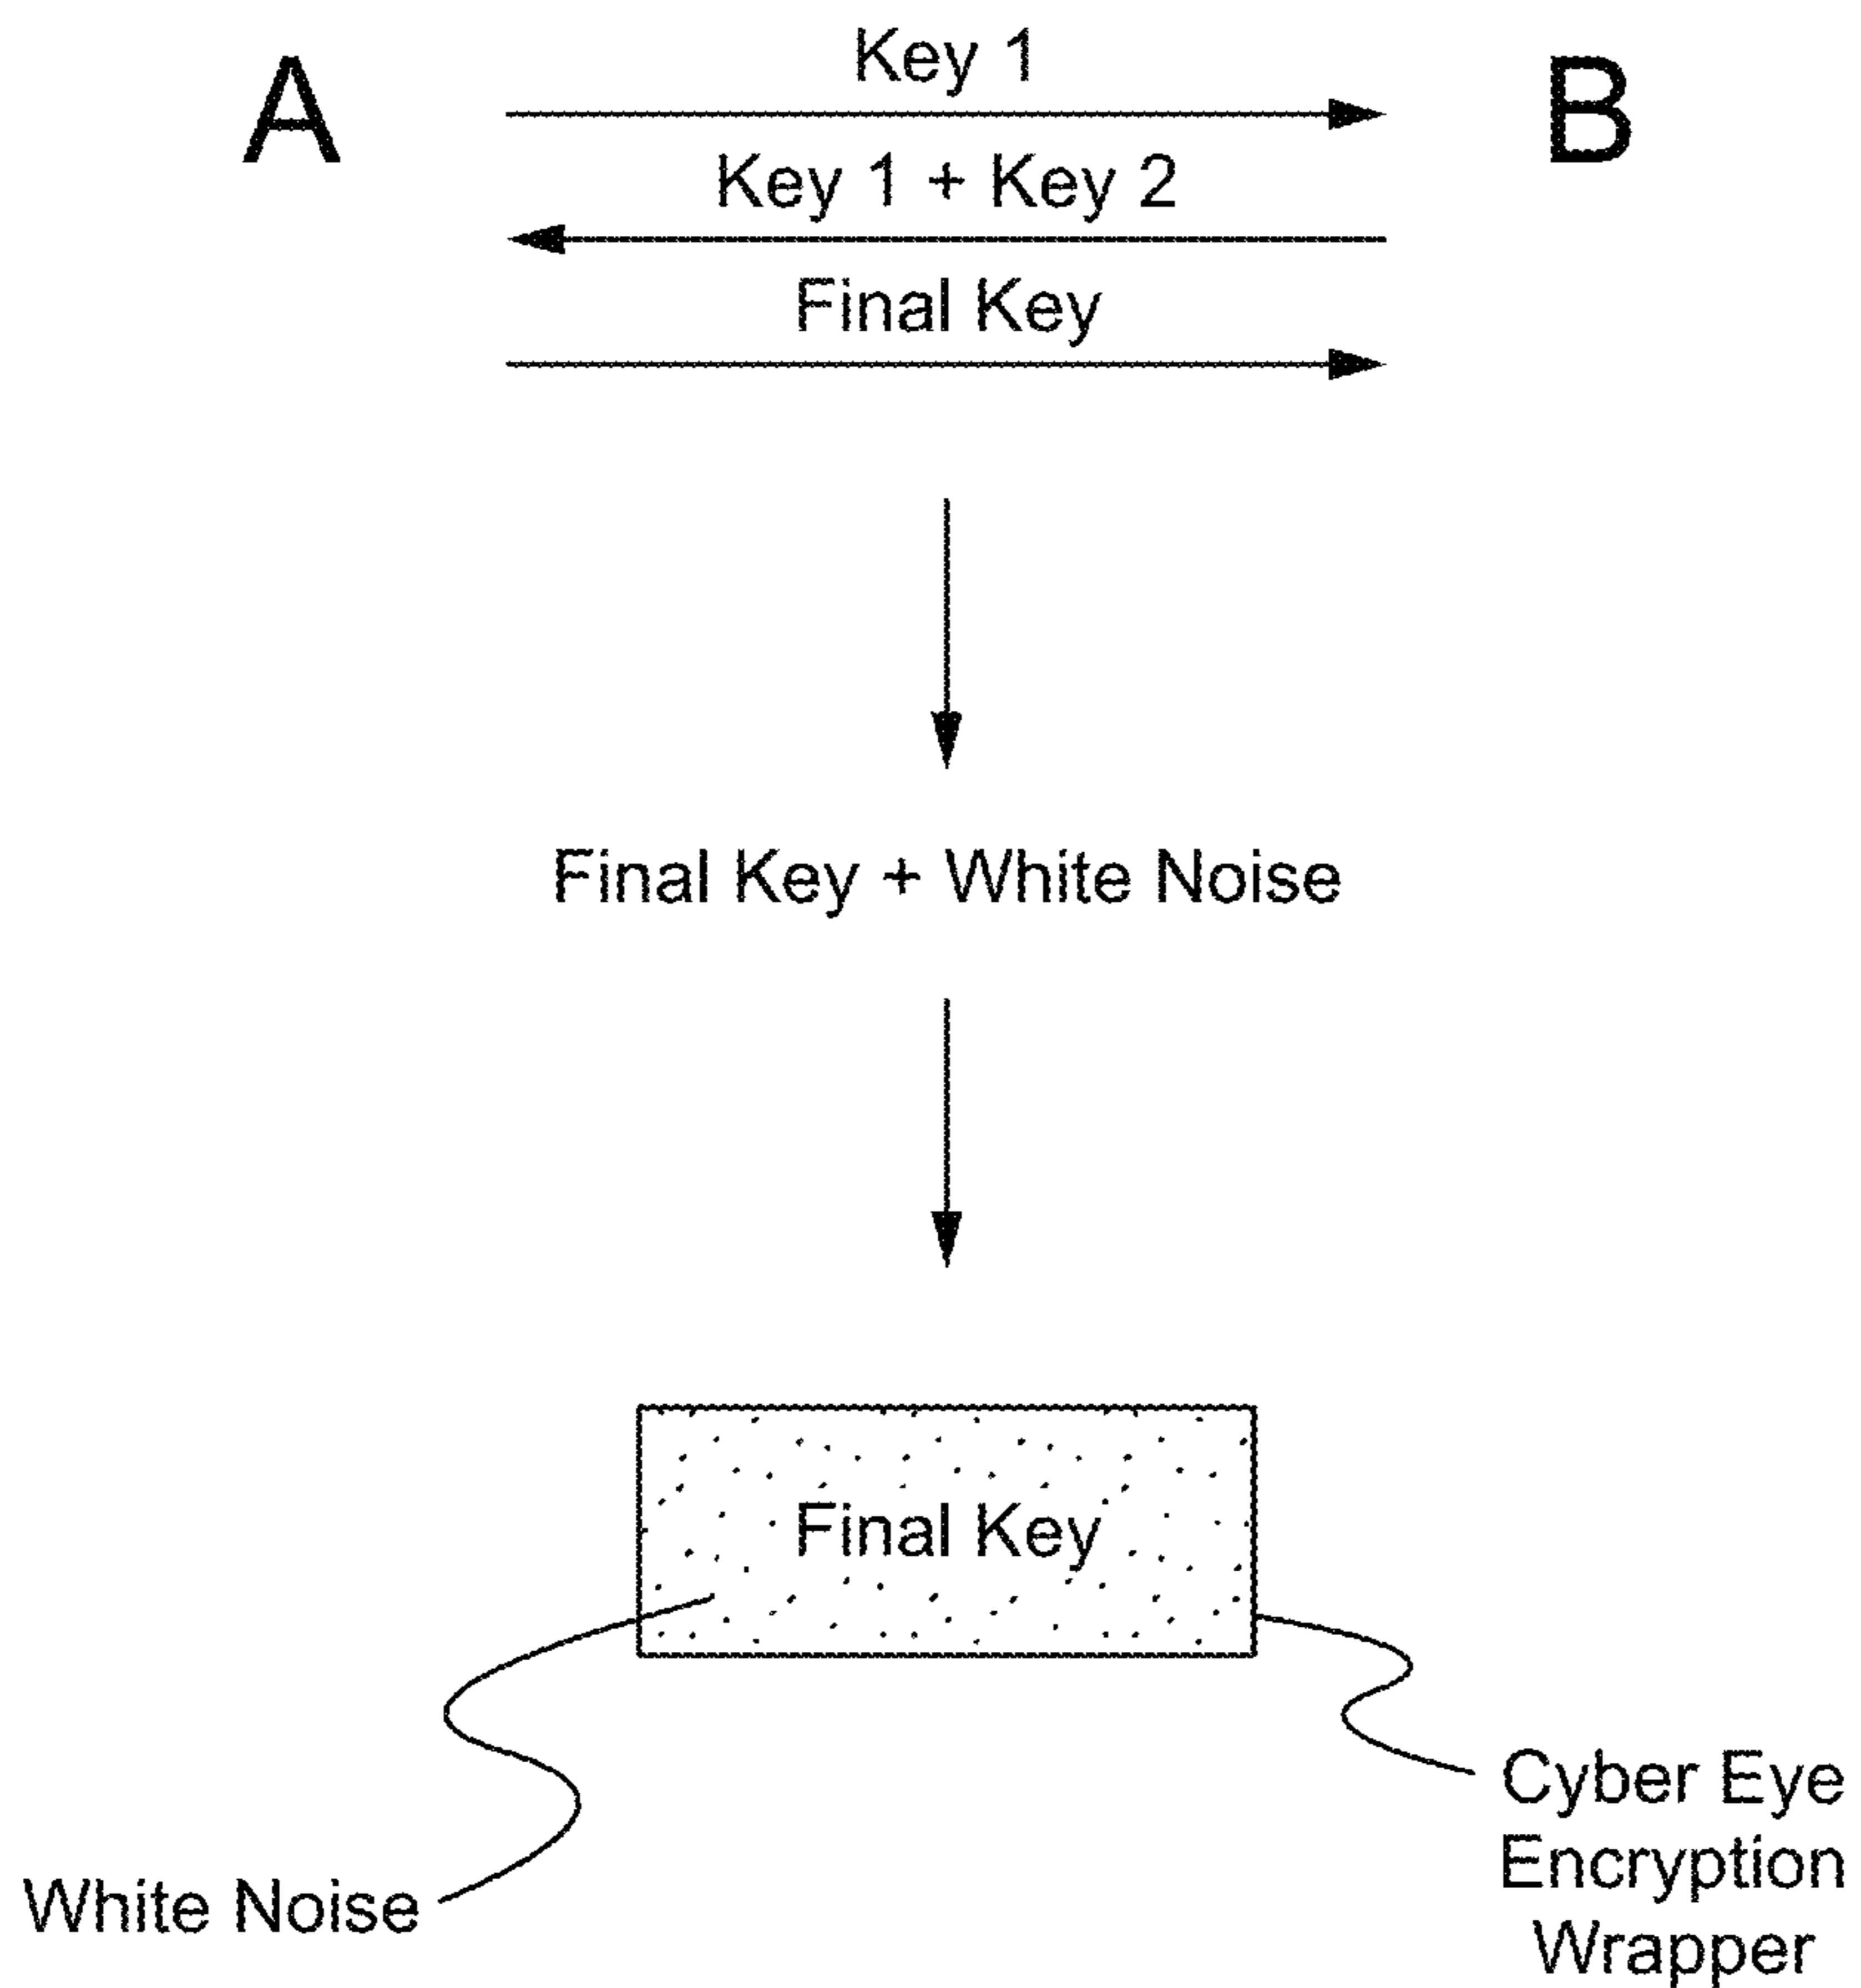 Key 1
A
B
Key 1 + Key 2
Final Key
Final Key + White Noise
Final Key
Cyber Eye
Encryption
Wrapper
White Noise